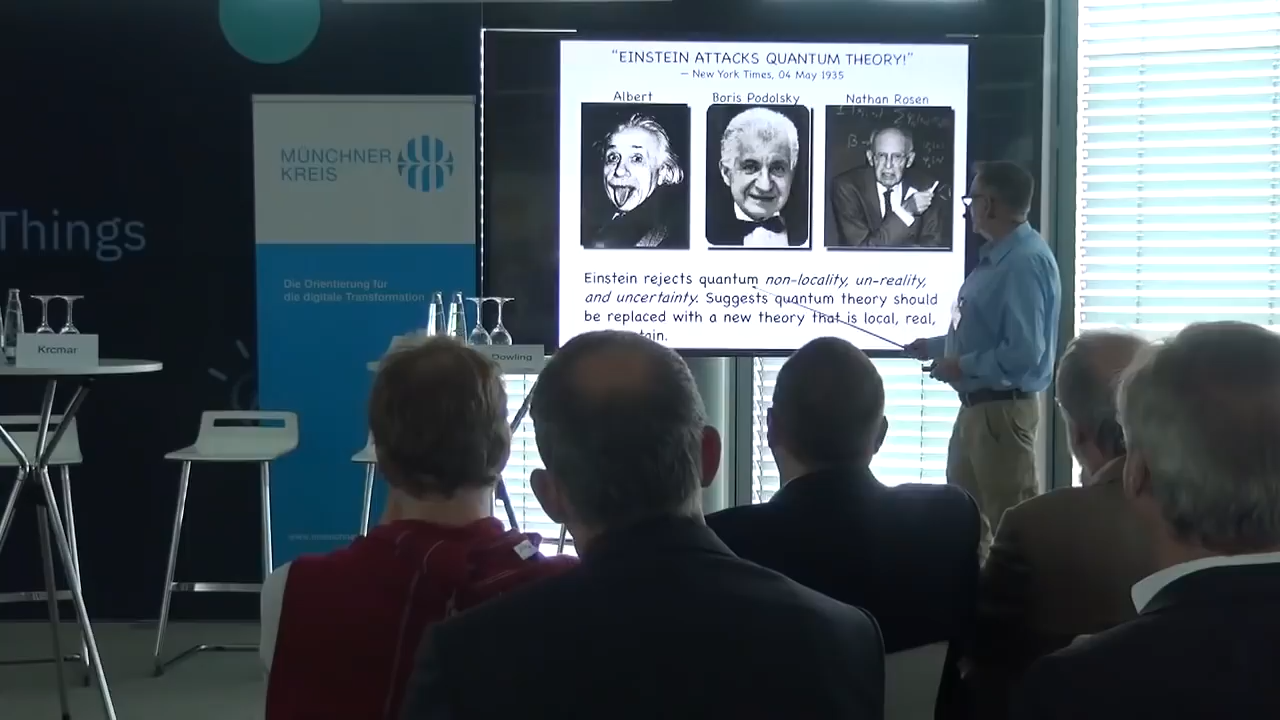 "EINSTEIN ATTACKS QUANTUM THEORY!"
— New York Times, 04 May 1935
Albert
Boris Podolsky
Nathan Rosen
Einstein rejects quantum non-locality, un-reality,
and uncertainty. Suggests quantum theory should
be replaced with a new theory that is local, real,
MÜNCHNER
KREIS
Die Orientierung für
die digitale Transformation
Things
Krcmar
Dowling